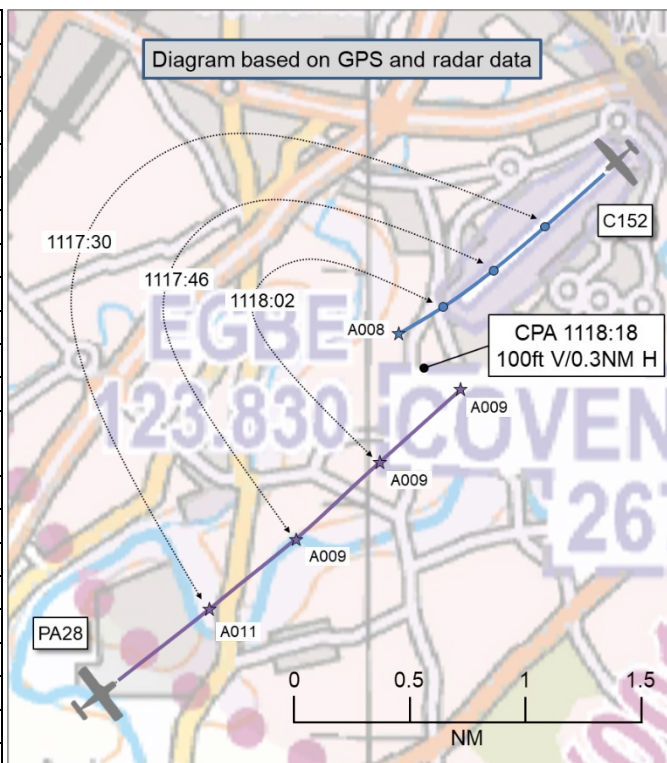 Diagram based on GPS and radar data
C152
1117:30
1117:46
1118:02
A008
EGBE
CPA 1118:18
100ft V/0.3NM H
123.830
COVEN
A009
A009
267
A009
A011
PA28
0 0.5 1 1.5
NM